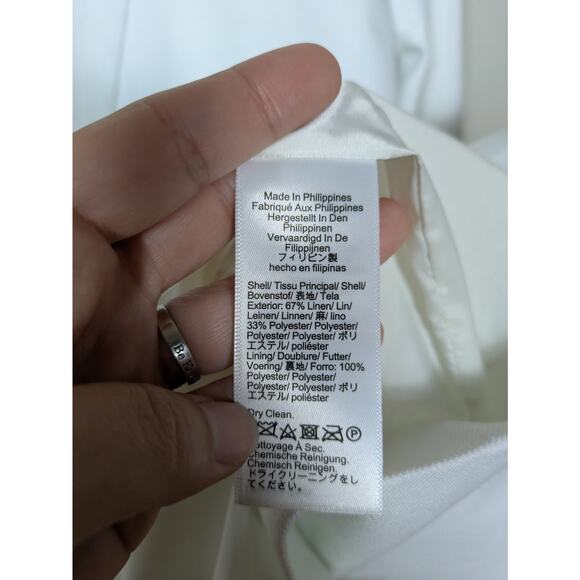 Made In Philippines
Fabriqué Aux Philippines
Hergestellt In Den
Philippinen
Vervaardigd In De
Filippijnen
フィリピン製
hecho en filipinas
Shell/ Tissu Principal/ Shell/
Bovenstof/ 表地/ Tela
Exterior: 67% Linen/ Lin/
Leinen/ Linnen/ 麻/ lino
33% Polyester/ Polyester/
Polyester/ Polyester/ ポリ
エステル/ poliéster
Lining/ Doublure/ Futter/
Voering/ 裏地/ Forro: 100%
Polyester/ Polyester/
Polyester/ Polyester/ ポリ
エステル/ poliéster
Dry Clean.
P
Nettoyage À Sec.
Chemische Reinigung.
Chemisch Reinigen.
ドライクリーニングをし
てください。
Be